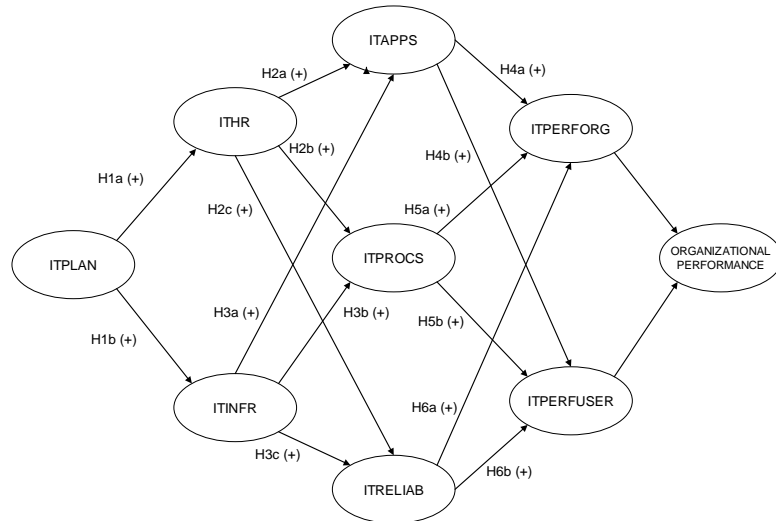 ITAPPS
H2a (+)
H4a (+)
ITHR
ITPERFORG
H2b (+)
H4b (+)
H1a (+)
H2c (+)
H5a (+)
ITPLAN
ITPROCS
ORGANIZATIONAL
PERFORMANCE
H3a (+)
H3b (+)
H5b (+)
H1b (+)
ITINFR
H6a (+)
ITPERFUSER
H3c (+)
H6b (+)
ITRELIAB